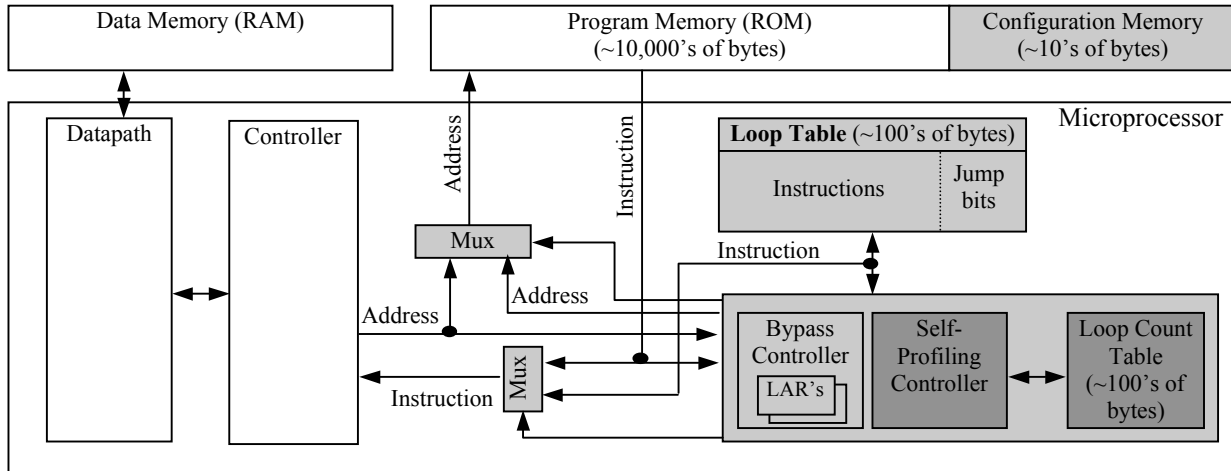 Data Memory (RAM)
Program Memory (ROM)
(~10,000’s of bytes)
Configuration Memory
(~10’s of bytes)
Microprocessor
Datapath
Controller
Address
Instruction
Loop Table (~100’s of bytes)
Instructions
Jump
bits
Mux
Instruction
Address
Address
Mux
Instruction
Bypass
Controller
LAR’s
Self-
Profiling
Controller
Loop Count
Table
(~100’s of
bytes)